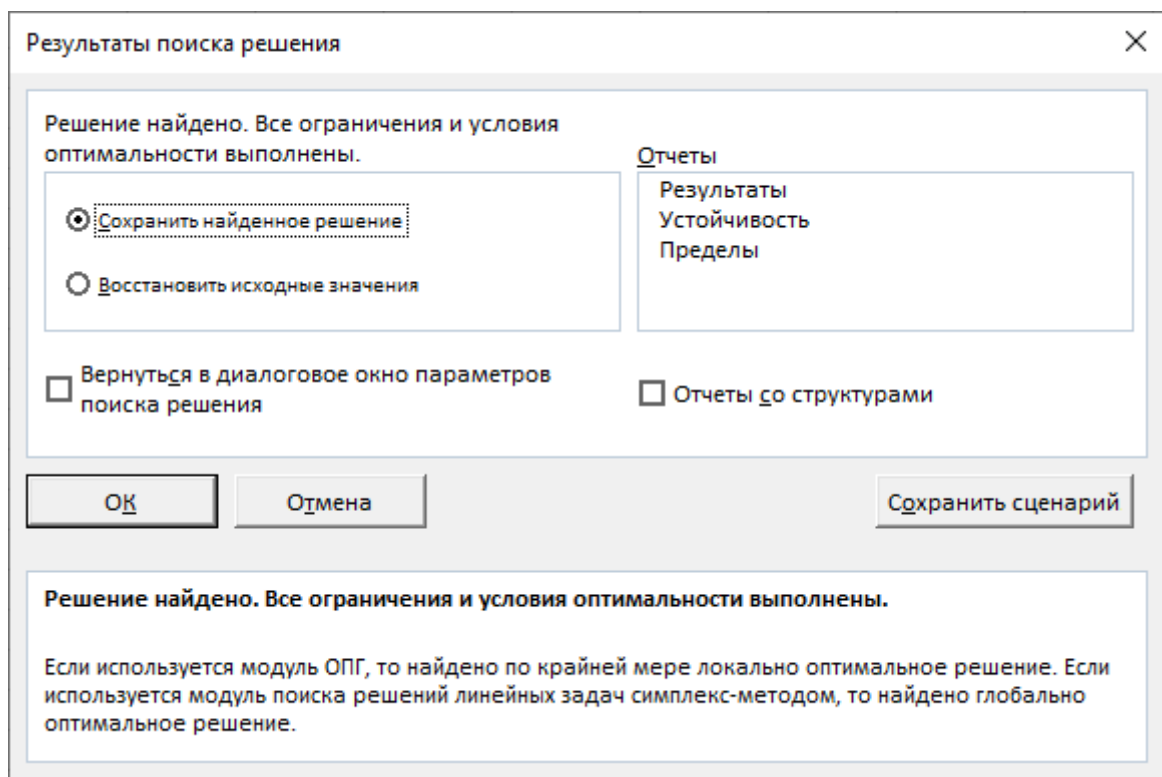 Результаты поиска решения
Решение найдено. Все ограничения и условия
оптимальности выполнены.
Сохранить найденное решение
Восстановить исходные значения
Отчеты
Результаты
Устойчивость
Пределы
Вернуться в диалоговое окно параметров
поиска решения
Отчеты со структурами
ОК
Отмена
Сохранить сценарий
Решение найдено. Все ограничения и условия оптимальности выполнены.
Если используется модуль ОПГ, то найдено по крайней мере локально оптимальное решение. Если
используется модуль поиска решений линейных задач симплекс-методом, то найдено глобально
оптимальное решение.